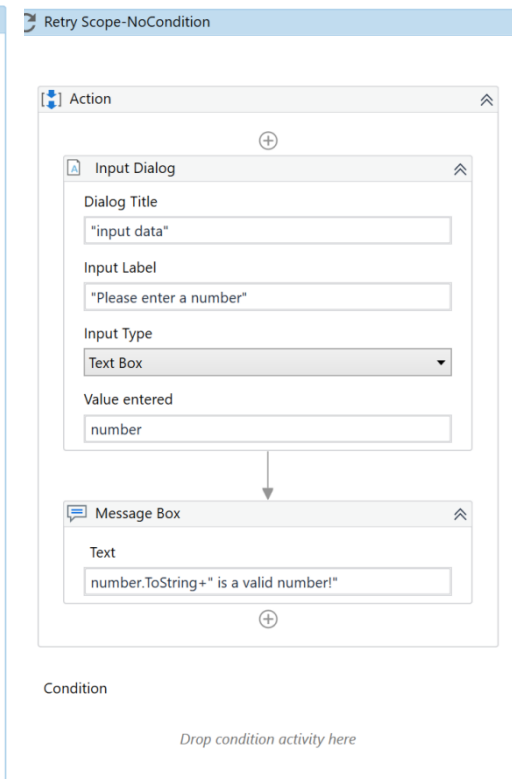 Retry Scope-NoCondition
Action
Input Dialog
Dialog Title
"input data"
Input Label
"Please enter a number"
Input Type
Text Box
Value entered
number
Message Box
Text
number.ToString+" is a valid number!"
Condition
Drop condition activity here